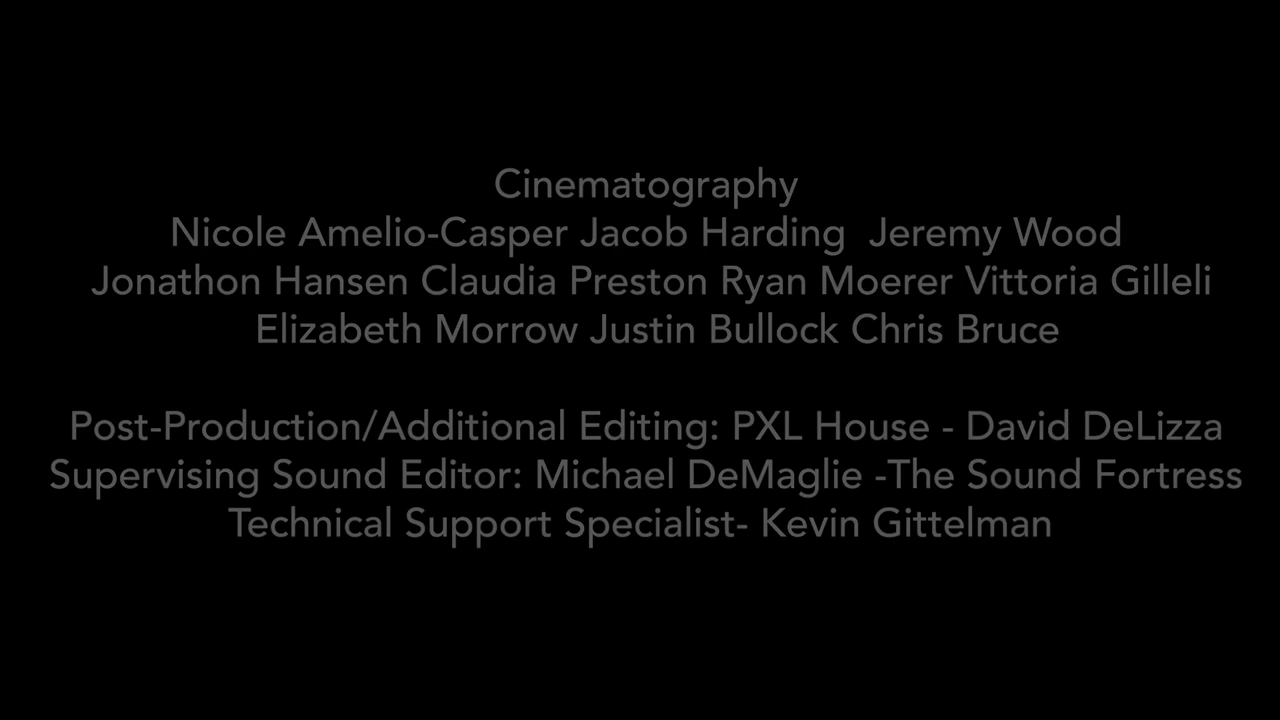 Cinematography
Nicole Amelio-Casper Jacob Harding  Jeremy Wood
Jonathon Hansen Claudia Preston Ryan Moerer Vittoria Gilleli
Elizabeth Morrow Justin Bullock Chris Bruce
Post-Production/Additional Editing: PXL House - David DeLizza
Supervising Sound Editor: Michael DeMaglie -The Sound Fortress
Technical Support Specialist- Kevin Gittelman